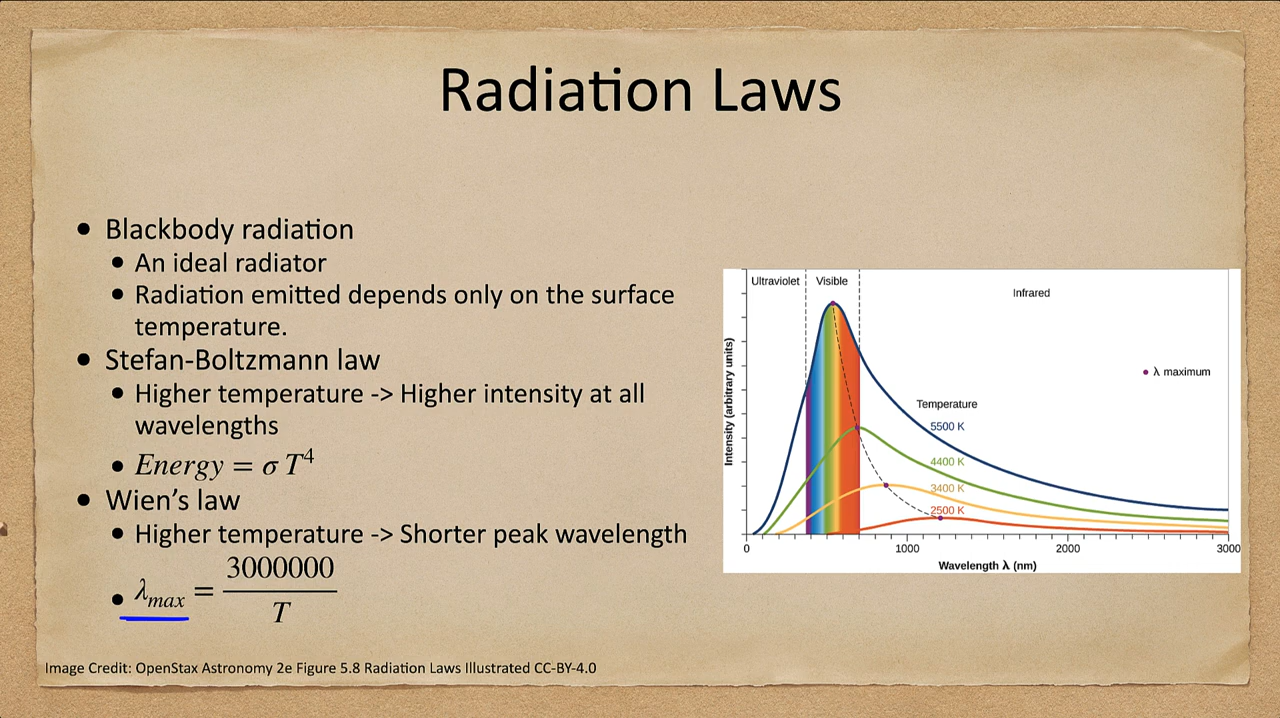 Radiation Laws
• Blackbody radiation
• An ideal radiator
• Radiation emitted depends only on the surface
temperature.
• Stefan-Boltzmann law
• Higher temperature -> Higher intensity at all
wavelengths
• Energy = σ T⁴
• Wien’s law
• Higher temperature -> Shorter peak wavelength
• λmax = 3000000 / T
Ultraviolet Visible Infrared
λ maximum
Temperature
5500 K
4400 K
3400 K
2500 K
Intensity (arbitrary units)
0 1000 2000 3000
Wavelength λ (nm)
Image Credit: OpenStax Astronomy 2e Figure 5.8 Radiation Laws Illustrated CC-BY-4.0